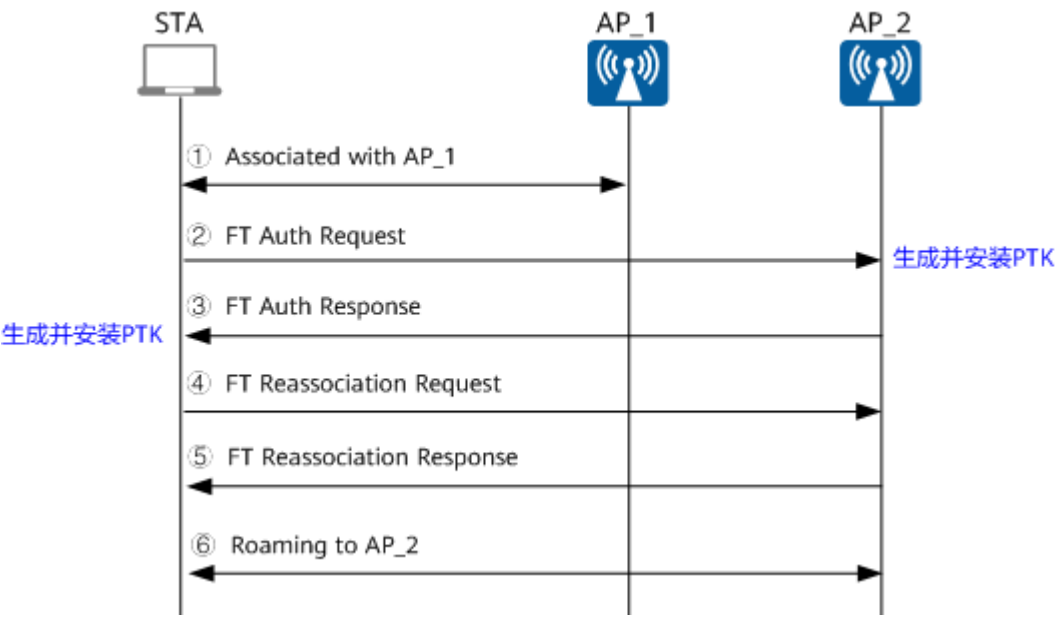 STA
AP_1
AP_2
① Associated with AP_1
② FT Auth Request
生成并安装PTK
③ FT Auth Response
生成并安装PTK
④ FT Reassociation Request
⑤ FT Reassociation Response
⑥ Roaming to AP_2